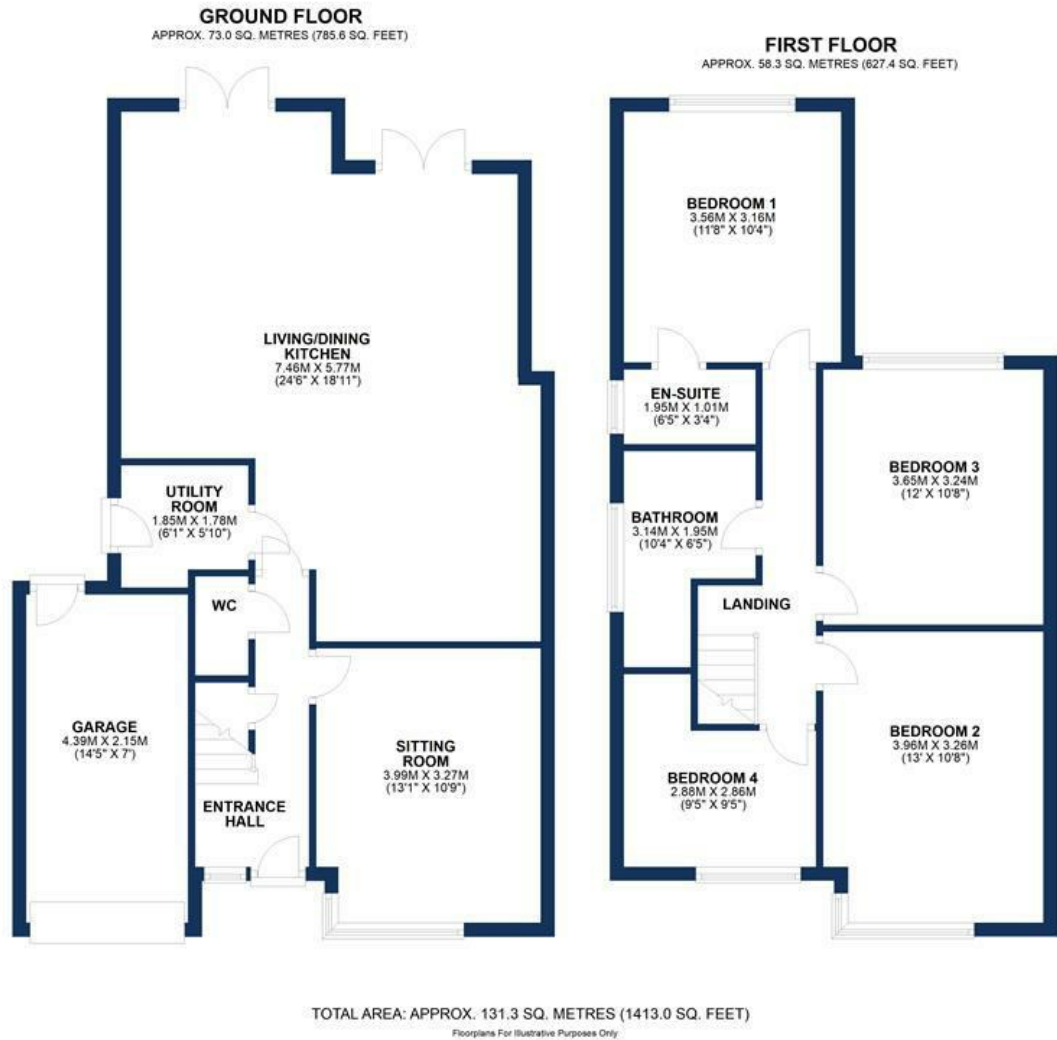 GROUND FLOOR
APPROX. 73.0 SQ. METRES (785.6 SQ. FEET)
LIVING/DINING
KITCHEN
7.46M X 5.77M
(24'6" X 18'11")
UTILITY
ROOM
1.85M X 1.78M
(6'1" X 5'10")
WC
GARAGE
4.39M X 2.15M
(14'5" X 7')
SITTING
ROOM
3.99M X 3.27M
(13'1" X 10'9")
ENTRANCE
HALL
FIRST FLOOR
APPROX. 58.3 SQ. METRES (627.4 SQ. FEET)
BEDROOM 1
3.56M X 3.16M
(11'8" X 10'4")
EN-SUITE
1.95M X 1.01M
(6'5" X 3'4")
BEDROOM 3
3.65M X 3.24M
(12' X 10'8")
BATHROOM
3.14M X 1.95M
(10'4" X 6'5")
LANDING
BEDROOM 2
3.96M X 3.26M
(13' X 10'8")
BEDROOM 4
2.88M X 2.86M
(9'5" X 9'5")
TOTAL AREA: APPROX. 131.3 SQ. METRES (1413.0 SQ. FEET)
Floorplans For Illustrative Purposes Only